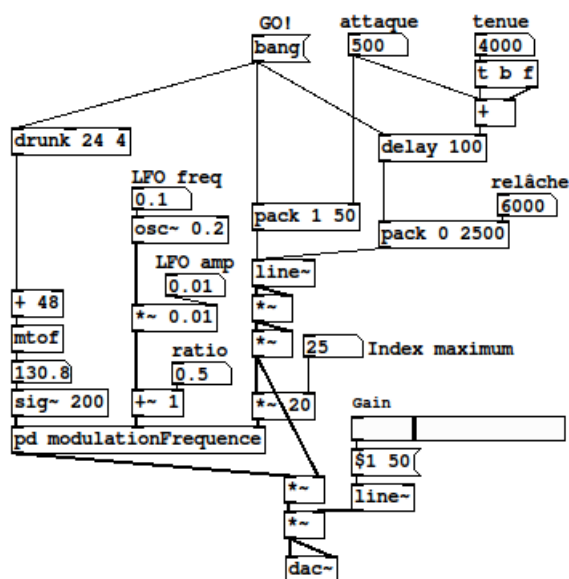 GO!
attaque
tenue
bang
500
4000
t b f
+
drunk 24 4
delay 100
LFO freq
relâche
0.1
6000
pack 1 50
osc~ 0.2
pack 0 2500
LFO amp
line~
0.01
+ 48
*~ 0.01
*~
mtof
*~
25
Index maximum
ratio
130.8
0.5
sig~ 200
+~ 1
*~ 20
Gain
pd modulationFrequence
$1 50
*~
line~
*~
dac~